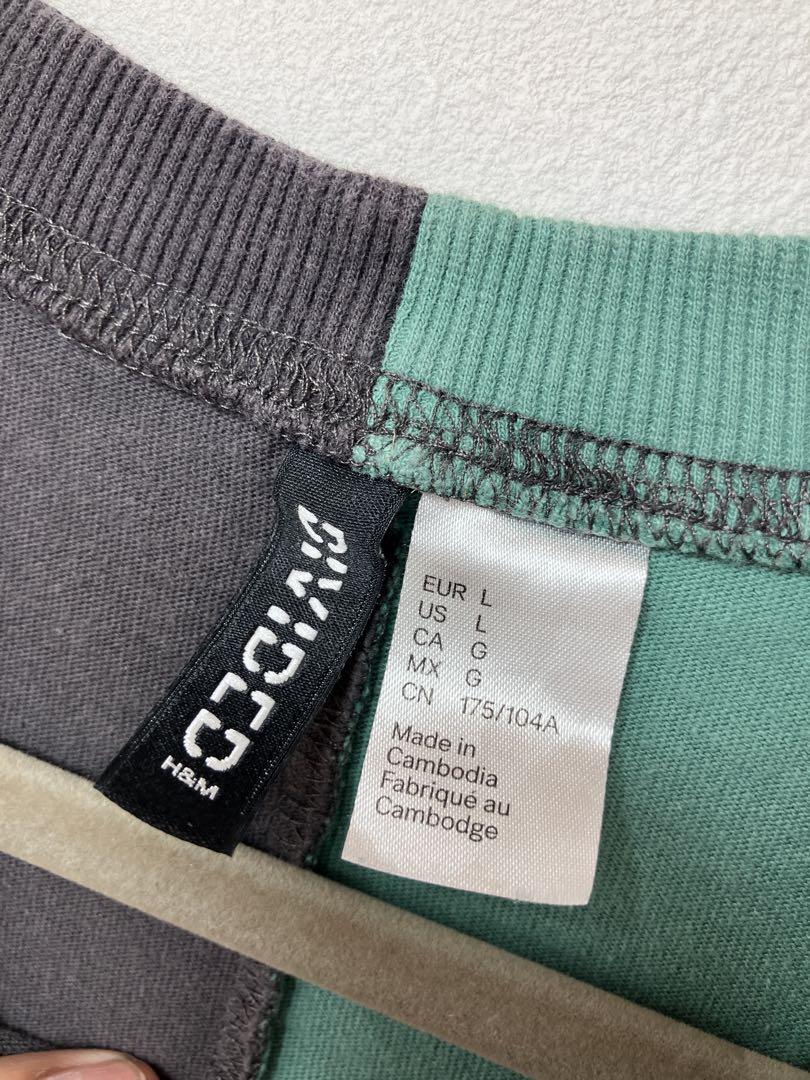 DIVIDED
H&M
EUR L
US L
CA G
MX G
CN 175/104A
Made in
Cambodia
Fabriqué au
Cambodge